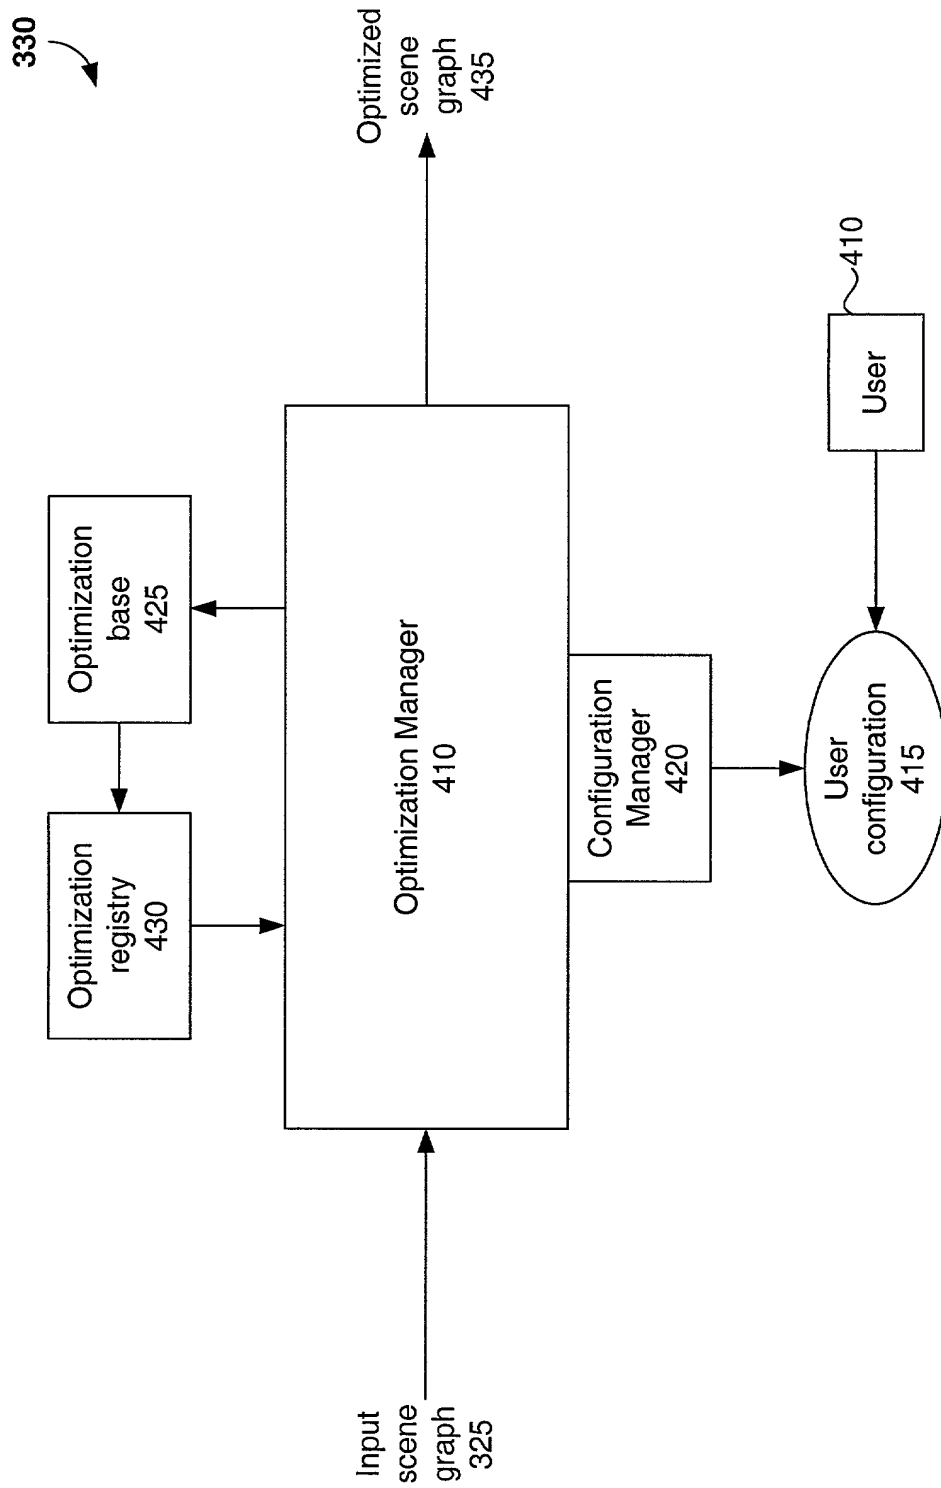 330
Optimization
registry
430
Optimization
base
425
Input
scene
graph
325
Optimization Manager
410
Optimized
scene
graph
435
Configuration
Manager
420
User
configuration
415
User
410